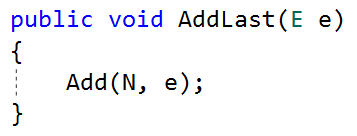 public void AddLast(E e)
{
    Add(N, e);
}